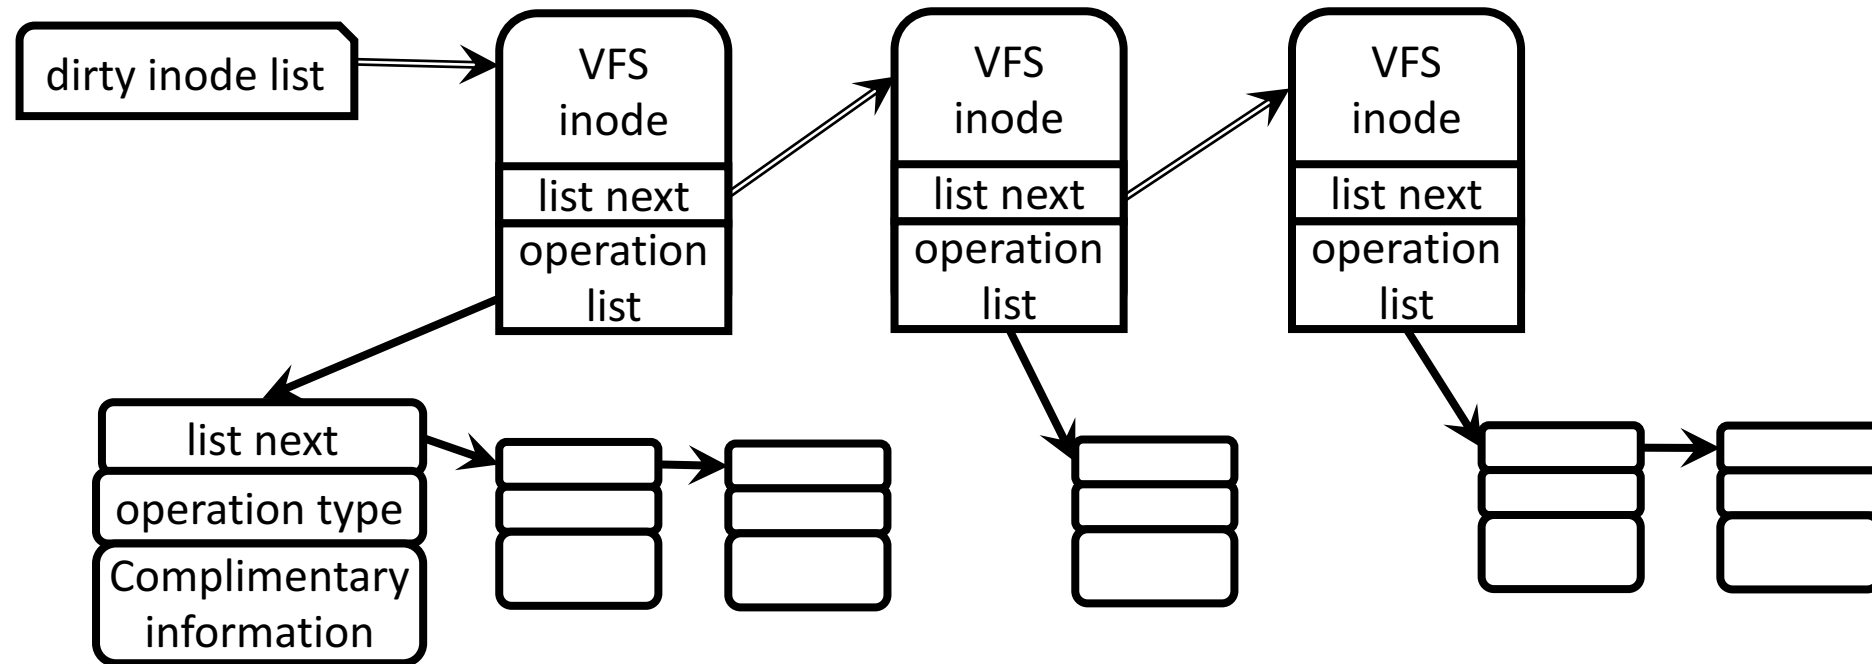 dirty inode list
VFS
inode
list next
operation
list
VFS
inode
list next
operation
list
VFS
inode
list next
operation
list
list next
operation type
Complimentary
information